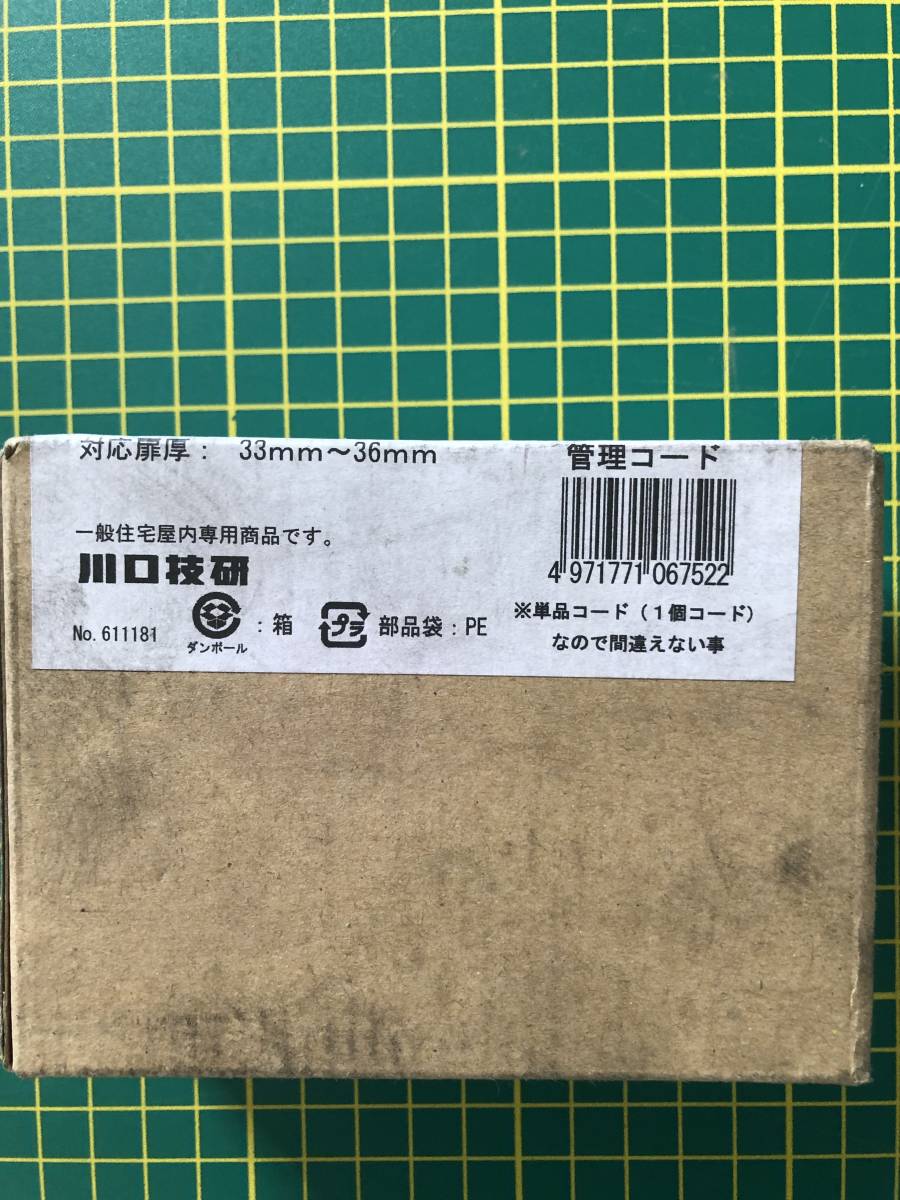 対応扉厚： 33mm～36mm
管理コード
一般住宅屋内専用商品です。
川口技研
4 971771 067522
No. 611181
ダンボール
：箱
プラ
部品袋：PE
※単品コード（1個コード）
なので間違えない事